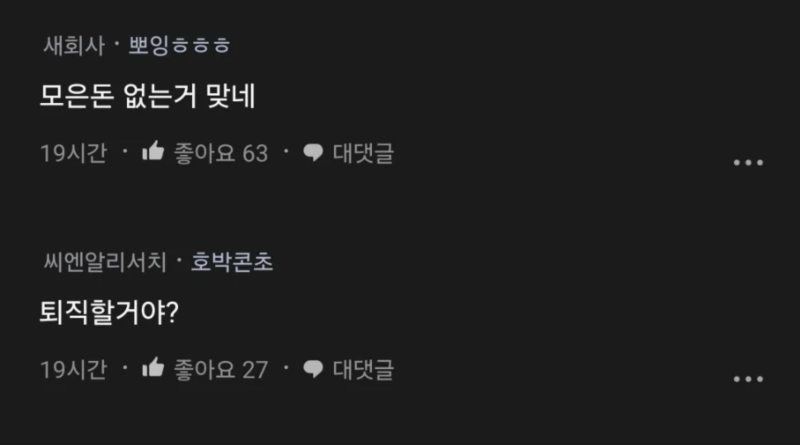 새회사 · 뽀잉ㅎㅎㅎ
모은돈 없는거 맞네
19시간 · 좋아요 63 · 대댓글
씨엔알리서치 · 호박콘초
퇴직할거야?
19시간 · 좋아요 27 · 대댓글